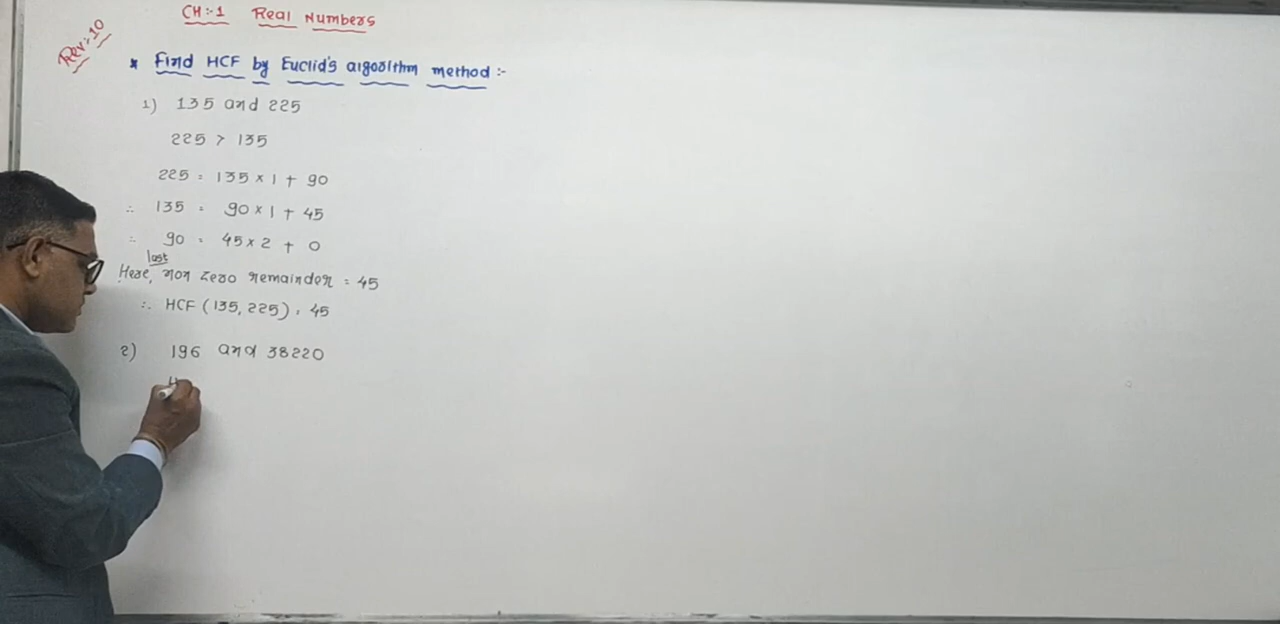 CH:-1 Real Numbers
Rev:-10
* Find HCF by Euclid's algorithm method :-
1) 135 and 225
225 > 135
225 = 135 × 1 + 90
∴ 135 = 90 × 1 + 45
∴ 90 = 45 × 2 + 0
Here, last non zero remainder = 45
∴ HCF (135, 225) = 45
2) 196 and 38220